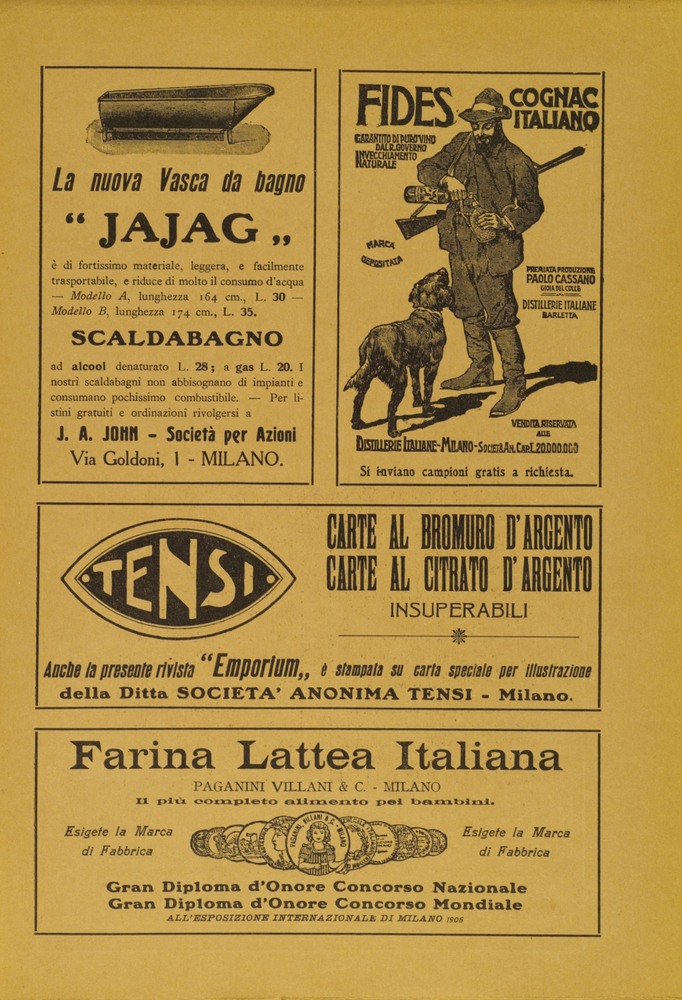 La nuova Vasca da bagno
“ JAJAG „
è di fortissimo materiale, leggera, e facilmente
trasportabile, e riduce di molto il consumo d'acqua
— Modello A, lunghezza 164 cm., L. 30 —
Modello B, lunghezza 174 cm., L. 35.
SCALDABAGNO
ad alcool denaturato L. 28; a gas L. 20. I
nostri scaldabagni non abbisognano di impianti e
consumano pochissimo combustibile. — Per li-
stini gratuiti e ordinazioni rivolgersi a
J. A. JOHN - Società per Azioni
Via Goldoni, 1 - MILANO.
FIDES
COGNAC
ITALIANO
GARANTITO DI PURO VINO
DAL R. GOVERNO
INVECCHIAMENTO
NATURALE
MARCA
DEPOSITATA
PREMIATA PRODUZIONE
PAOLO CASSANO
GIOIA DEL COLLE
DISTILLERIE ITALIANE
BARLETTA
VENDITA RISERVATA
ALLE
DISTILLERIE ITALIANE-MILANO-SOCIETÀ AN. CAP. L. 20.000.000
Si inviano campioni gratis a richiesta.
·TENSI·
CARTE AL BROMURO D'ARGENTO
CARTE AL CITRATO D'ARGENTO
INSUPERABILI
Anche la presente rivista “Emporium„ è stampata su carta speciale per illustrazione
della Ditta SOCIETA' ANONIMA TENSI - Milano.
Farina Lattea Italiana
PAGANINI VILLANI & C. - MILANO
Il più completo alimento pei bambini.
Esigete la Marca
di Fabbrica
PAGANINI, VILLANI & C. - MILANO
Esigete la Marca
di Fabbrica
Gran Diploma d'Onore Concorso Nazionale
Gran Diploma d'Onore Concorso Mondiale
ALL'ESPOSIZIONE INTERNAZIONALE DI MILANO 1906